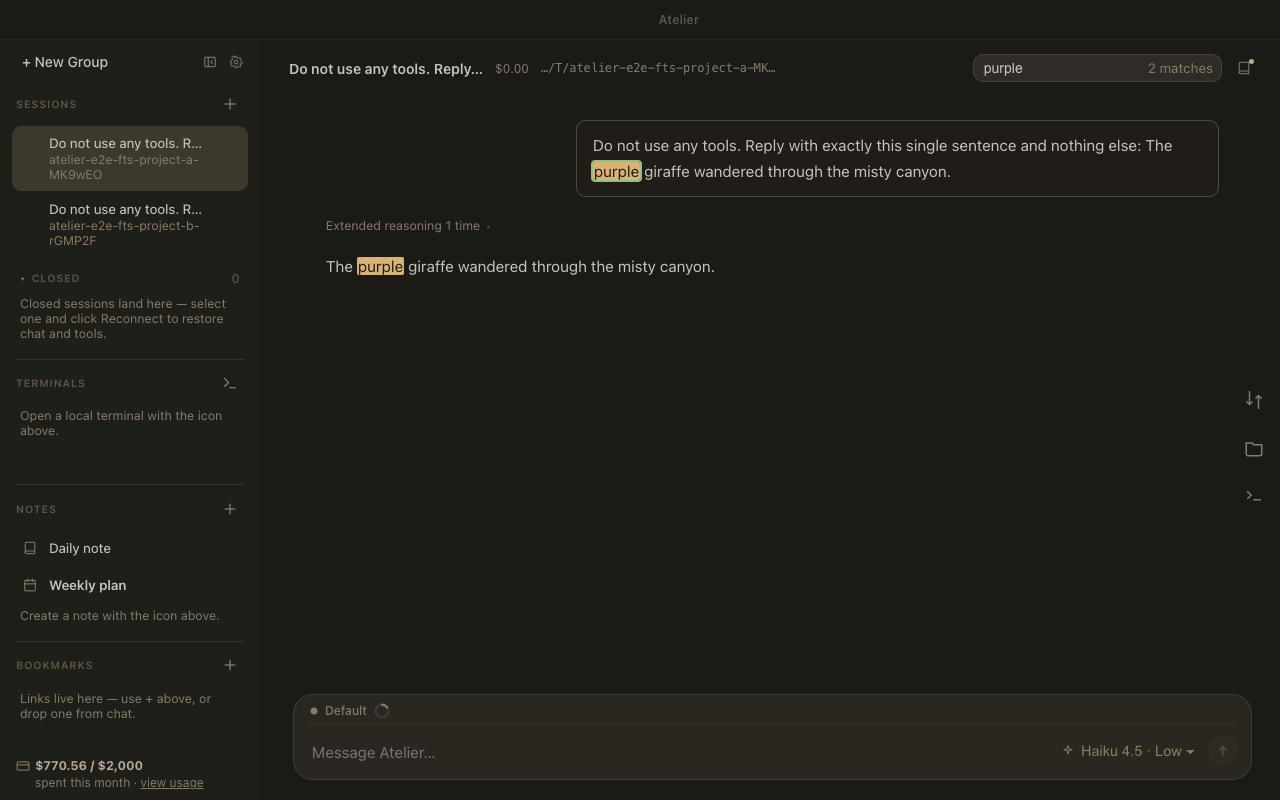 Atelier
+ New Group
SESSIONS
Do not use any tools. R...
atelier-e2e-fts-project-a-
MK9wEO
Do not use any tools. R...
atelier-e2e-fts-project-b-
rGMP2F
CLOSED
0
Closed sessions land here — select
one and click Reconnect to restore
chat and tools.
TERMINALS
Open a local terminal with the icon
above.
NOTES
Daily note
Weekly plan
Create a note with the icon above.
BOOKMARKS
Links live here — use + above, or
drop one from chat.
$770.56 / $2,000
spent this month · view usage
Do not use any tools. Reply... $0.00 …/T/atelier-e2e-fts-project-a-MK…
purple 2 matches
Do not use any tools. Reply with exactly this single sentence and nothing else: The
purple giraffe wandered through the misty canyon.
Extended reasoning 1 time
The purple giraffe wandered through the misty canyon.
Default
Message Atelier...
Haiku 4.5 · Low